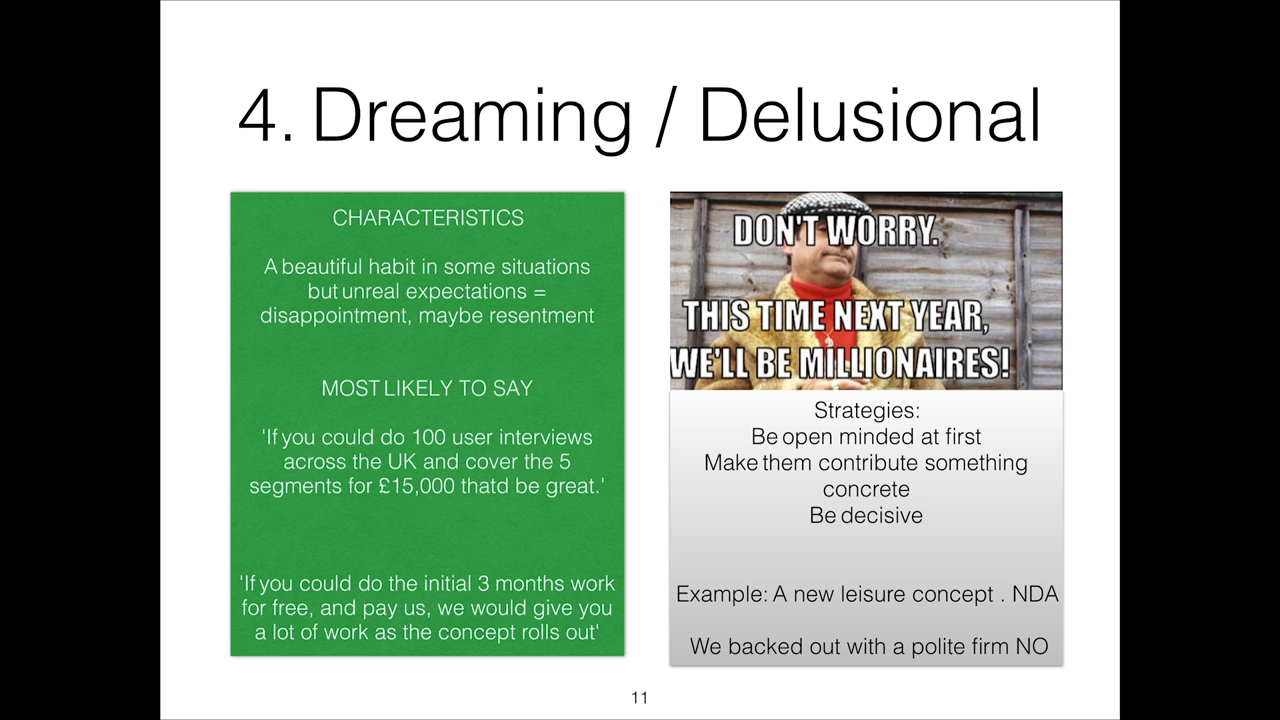 4. Dreaming / Delusional
CHARACTERISTICS
A beautiful habit in some situations
but unreal expectations =
disappointment, maybe resentment
MOST LIKELY TO SAY
'If you could do 100 user interviews
across the UK and cover the 5
segments for £15,000 thatd be great.'
'If you could do the initial 3 months work
for free, and pay us, we would give you
a lot of work as the concept rolls out'
DON'T WORRY.
THIS TIME NEXT YEAR,
WE'LL BE MILLIONAIRES!
Strategies:
Be open minded at first
Make them contribute something
concrete
Be decisive
Example: A new leisure concept . NDA
We backed out with a polite firm NO
11